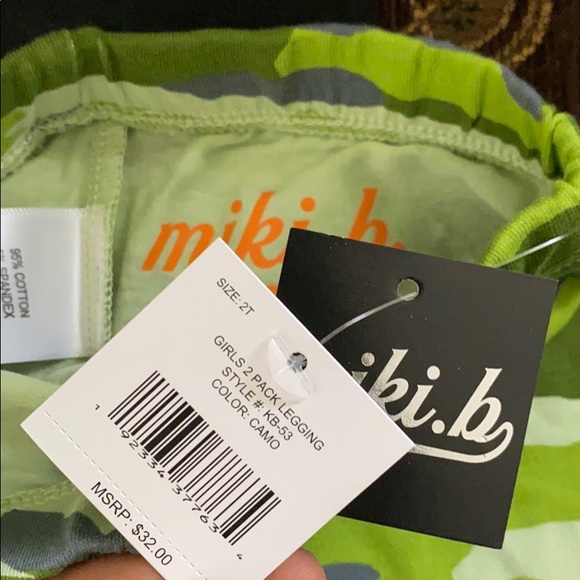 miki.b.
95% COTTON
5% SPANDEX
SIZE: 2T
GIRLS 2 PACK LEGGING
STYLE #: KB-53
COLOR: CAMO
1 92334 37763 4
MSRP: $32.00
miki.b